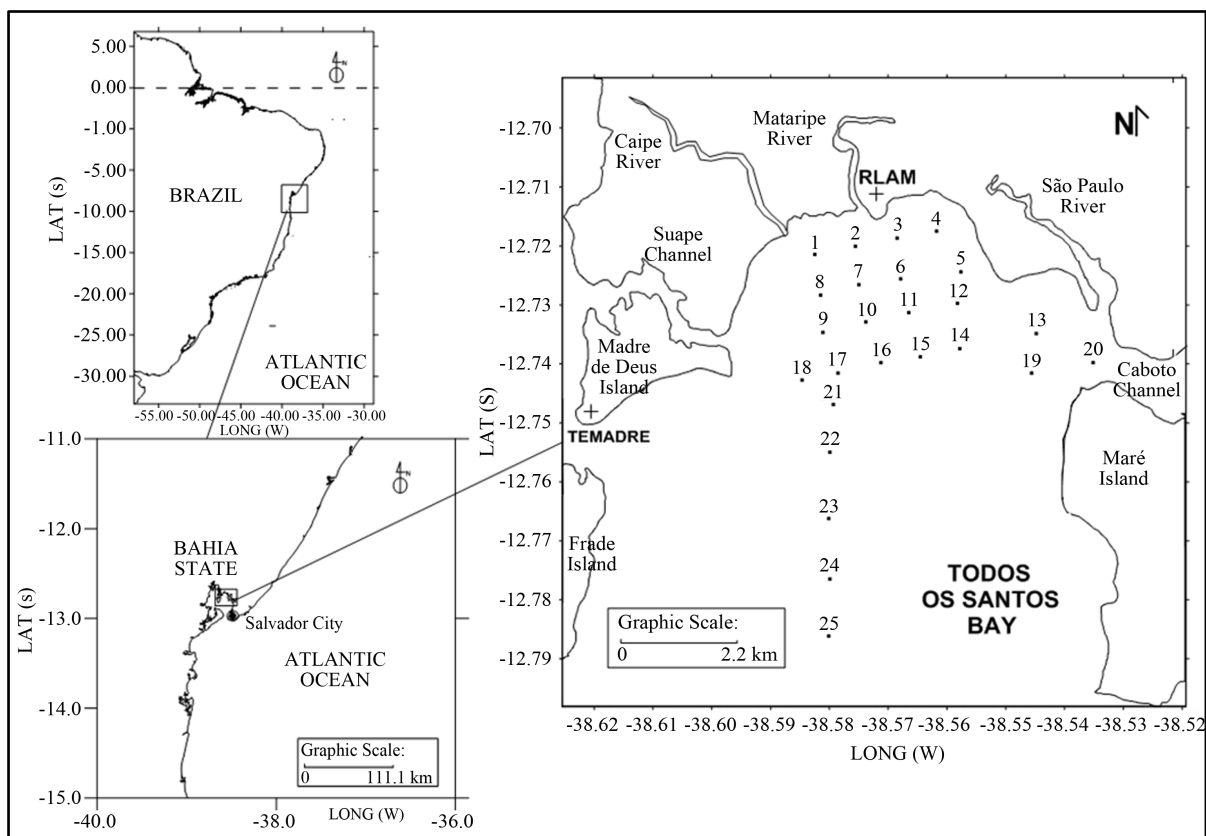 5.00
0.00
-1.00
-5.00
-10.00
-15.00
-20.00
-25.00
-30.00
LAT (s)
N
BRAZIL
ATLANTIC
OCEAN
-55.00 -50.00 -45.00 -40.00 -35.00 -30.00
LONG (W)
-11.0
-12.0
-13.0
-14.0
-15.0
LAT (s)
N
BAHIA
STATE
Salvador City
ATLANTIC
OCEAN
Graphic Scale:
0 111.1 km
-40.0 -38.0 -36.0
LONG (W)
-12.70
-12.71
-12.72
-12.73
-12.74
-12.75
-12.76
-12.77
-12.78
-12.79
LAT (S)
Caipe
River
Mataripe
River
N
RLAM
São Paulo
River
Suape
Channel
1 2 3 4
5
6
7
8
9
10
11
12
13
14
15
16
17
18
19
20
21
22
23
24
25
Madre
de Deus
Island
TEMADRE
Caboto
Channel
Maré
Island
Frade
Island
TODOS
OS SANTOS
BAY
Graphic Scale:
0 2.2 km
-38.62 -38.61 -38.60 -38.59 -38.58 -38.57 -38.56 -38.55 -38.54 -38.53 -38.52
LONG (W)